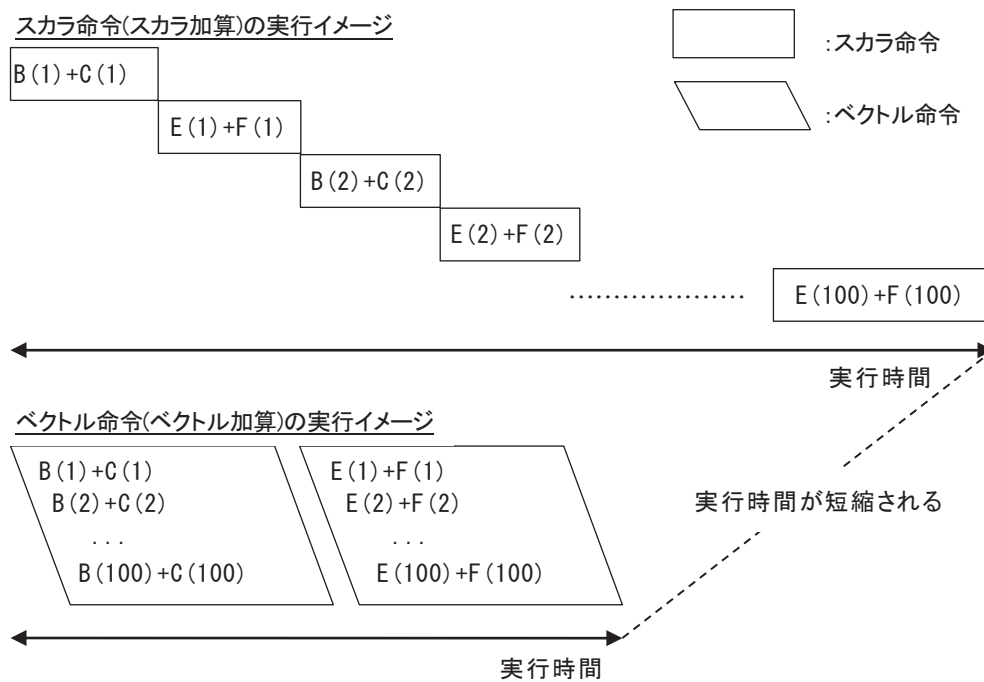 スカラ命令(スカラ加算)の実行イメージ
:スカラ命令
:ベクトル命令
B(1)+C(1)
E(1)+F(1)
B(2)+C(2)
E(2)+F(2)
......................
E(100)+F(100)
実行時間
ベクトル命令(ベクトル加算)の実行イメージ
B(1)+C(1)
B(2)+C(2)
...
B(100)+C(100)
E(1)+F(1)
E(2)+F(2)
...
E(100)+F(100)
実行時間が短縮される
実行時間